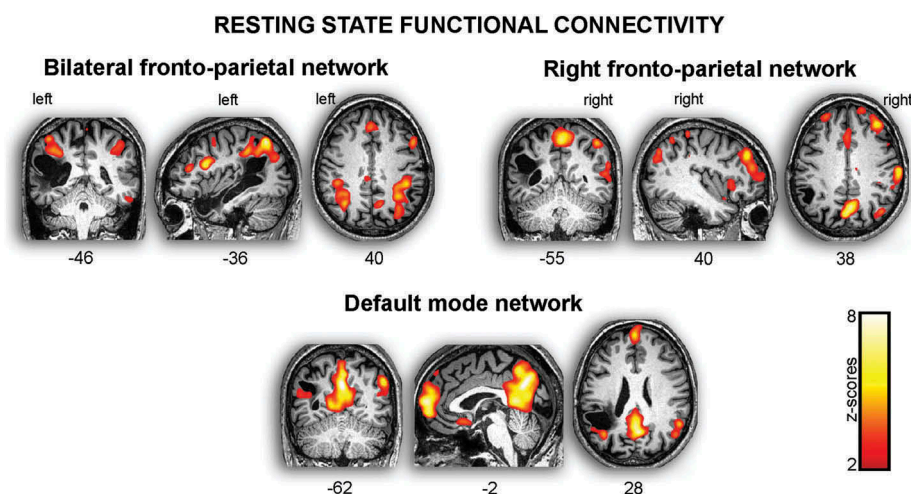 RESTING STATE FUNCTIONAL CONNECTIVITY
Bilateral fronto-parietal network
left
left
left
-46
-36
40
Right fronto-parietal network
right
right
right
-55
40
38
Default mode network
-62
-2
28
8
z-scores
2